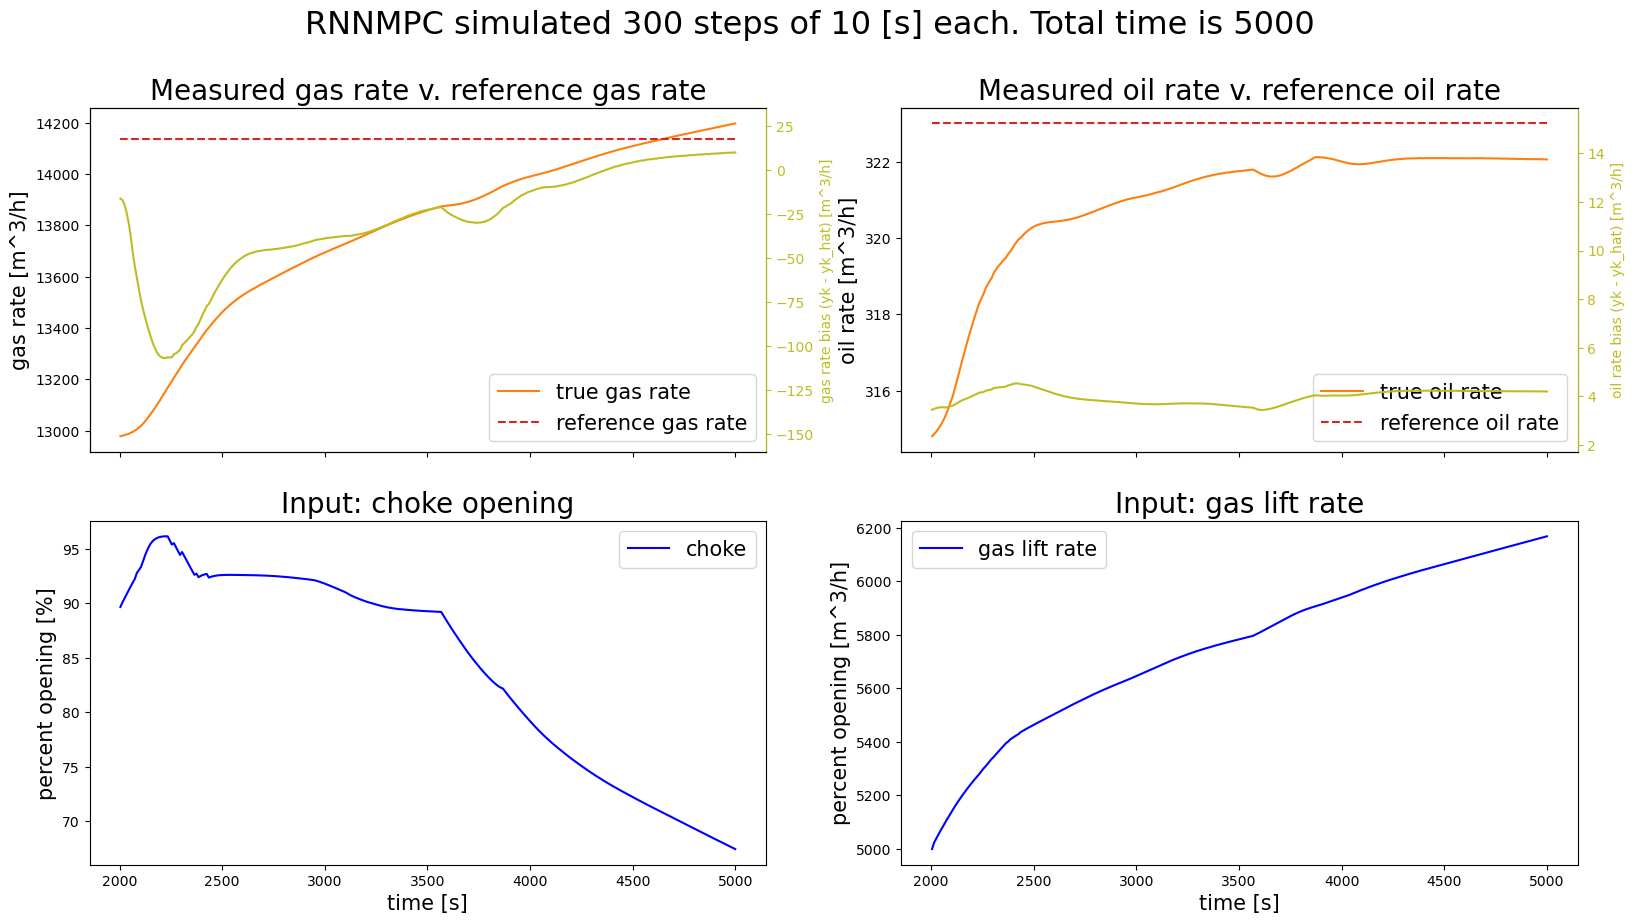 RNNMPC simulated 300 steps of 10 [s] each. Total time is 5000
Measured gas rate v. reference gas rate
gas rate [m^3/h]
14200
14000
13800
13600
13400
13200
13000
25
0
−25
−50
−75
−100
−125
−150
gas rate bias (yk - yk_hat) [m^3/h]
true gas rate
reference gas rate
Measured oil rate v. reference oil rate
oil rate [m^3/h]
322
320
318
316
14
12
10
8
6
4
2
oil rate bias (yk - yk_hat) [m^3/h]
true oil rate
reference oil rate
Input: choke opening
percent opening [%]
95
90
85
80
75
70
choke
2000 2500 3000 3500 4000 4500 5000
time [s]
Input: gas lift rate
percent opening [m^3/h]
6200
6000
5800
5600
5400
5200
5000
gas lift rate
2000 2500 3000 3500 4000 4500 5000
time [s]